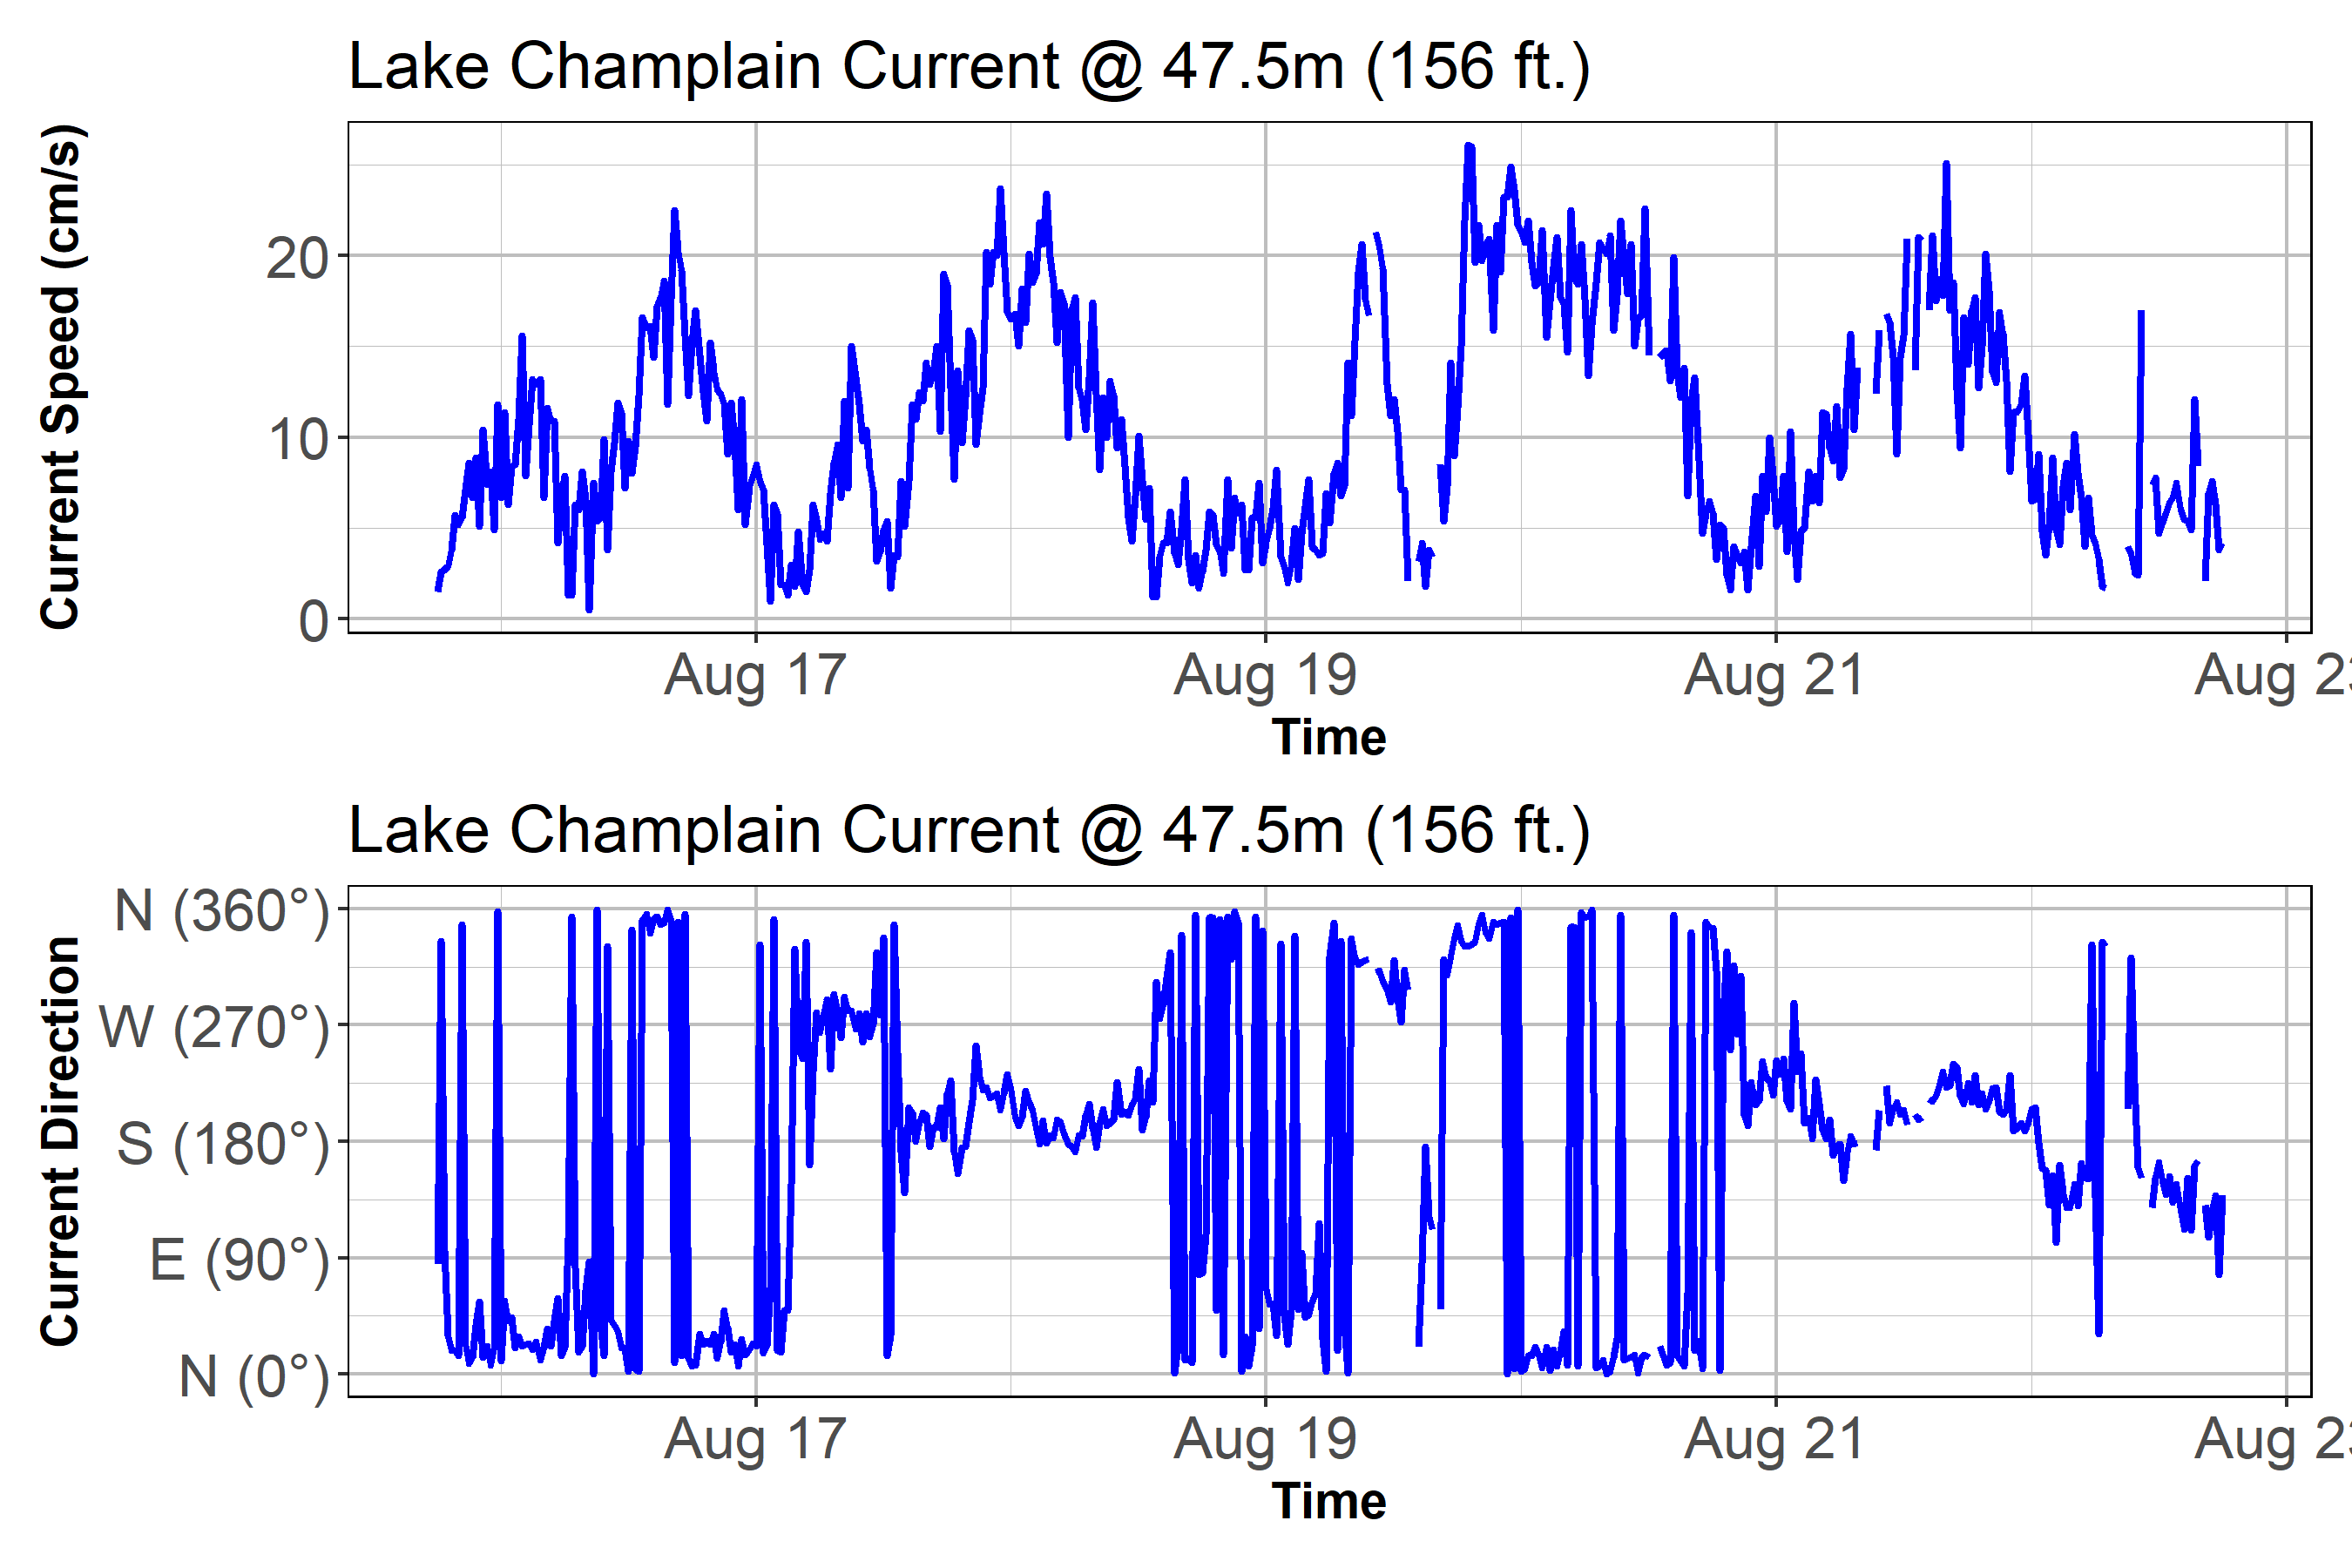 Lake Champlain Current @ 47.5m (156 ft.)
Current Speed (cm/s)
20
10
0
Aug 17 Aug 19 Aug 21 Aug 2
Time
Lake Champlain Current @ 47.5m (156 ft.)
Current Direction
N (360°)
W (270°)
S (180°)
E (90°)
N (0°)
Aug 17 Aug 19 Aug 21 Aug 2
Time